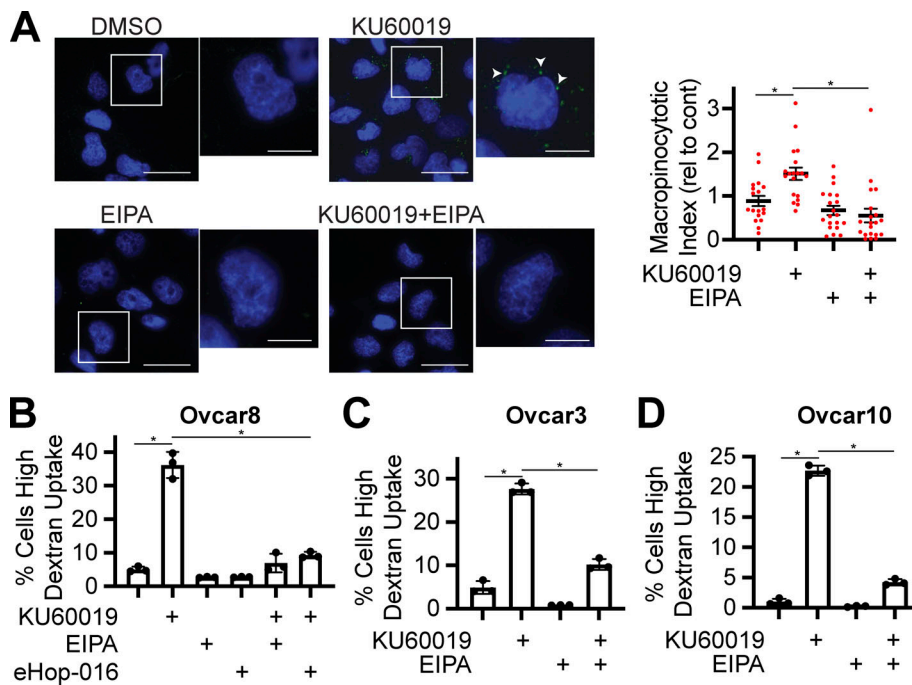 A
DMSO
KU60019
EIPA
KU60019+EIPA
Macropinocytotic
Index (rel to cont)
3
2
1
0
*
*
KU60019
+
+
EIPA
+
+
B
Ovcar8
% Cells High
Dextran Uptake
40
30
20
10
0
*
*
KU60019
+
+
+
EIPA
+
+
eHop-016
+
+
C
Ovcar3
% Cells High
Dextran Uptake
30
20
10
0
*
*
KU60019
+
+
EIPA
+
+
D
Ovcar10
% Cells High
Dextran Uptake
25
20
15
10
5
0
*
*
KU60019
+
+
EIPA
+
+